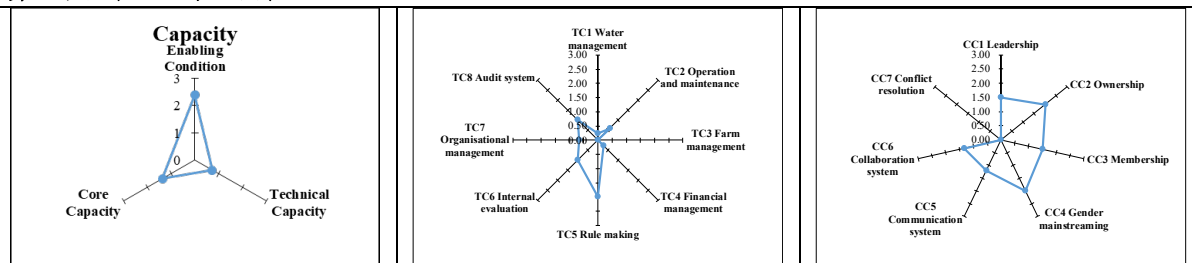 Capacity
Enabling
Condition
3
2
1
0
Core
Capacity
Technical
Capacity
TC1 Water
management
3.00
2.50
2.00
1.50
1.00
0.50
0.00
TC2 Operation
and maintenance
TC3 Farm
management
TC4 Financial
management
TC5 Rule making
TC6 Internal
evaluation
TC7
Organisational
management
TC8 Audit system
CC1 Leadership
3.00
2.50
2.00
1.50
1.00
0.50
0.00
CC2 Ownership
CC3 Membership
CC4 Gender
mainstreaming
CC5
Communication
system
CC6
Collaboration
system
CC7 Conflict
resolution